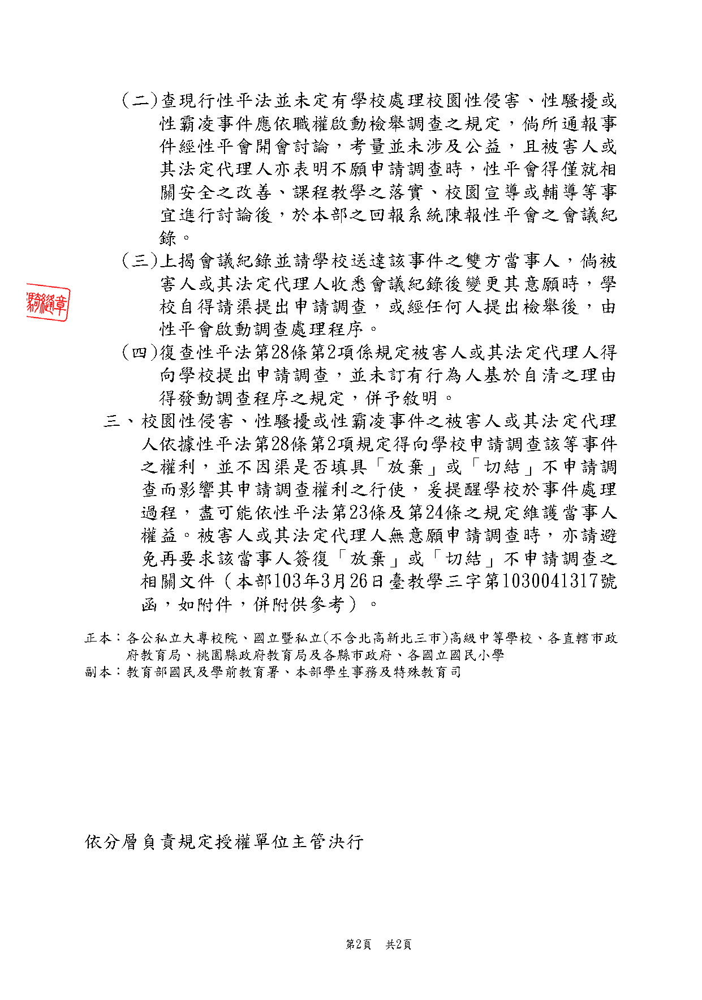 (二)查現行性平法並未定有學校處理校園性侵害、性騷擾或
性霸凌事件應依職權啟動檢舉調查之規定，倘所通報事
件經性平會開會討論，考量並未涉及公益，且被害人或
其法定代理人亦表明不願申請調查時，性平會得僅就相
關安全之改善、課程教學之落實、校園宣導或輔導等事
宜進行討論後，於本部之回報系統陳報性平會之會議紀
錄。
(三)上揭會議紀錄並請學校送達該事件之雙方當事人，倘被
害人或其法定代理人收悉會議紀錄後變更其意願時，學
騎縫章
校自得請渠提出申請調查，或經任何人提出檢舉後，由
性平會啟動調查處理程序。
(四)復查性平法第28條第2項係規定被害人或其法定代理人得
向學校提出申請調查，並未訂有行為人基於自清之理由
得發動調查程序之規定，併予敘明。
三、校園性侵害、性騷擾或性霸凌事件之被害人或其法定代理
人依據性平法第28條第2項規定得向學校申請調查該等事件
之權利，並不因渠是否填具「放棄」或「切結」不申請調
查而影響其申請調查權利之行使，爰提醒學校於事件處理
過程，盡可能依性平法第23條及第24條之規定維護當事人
權益。被害人或其法定代理人無意願申請調查時，亦請避
免再要求該當事人簽復「放棄」或「切結」不申請調查之
相關文件（本部103年3月26日臺教學三字第1030041317號
函，如附件，併附供參考）。
正本：各公私立大專校院、國立暨私立(不含北高新北三市)高級中等學校、各直轄市政
府教育局、桃園縣政府教育局及各縣市政府、各國立國民小學
副本：教育部國民及學前教育署、本部學生事務及特殊教育司
依分層負責規定授權單位主管決行
第2頁 共2頁